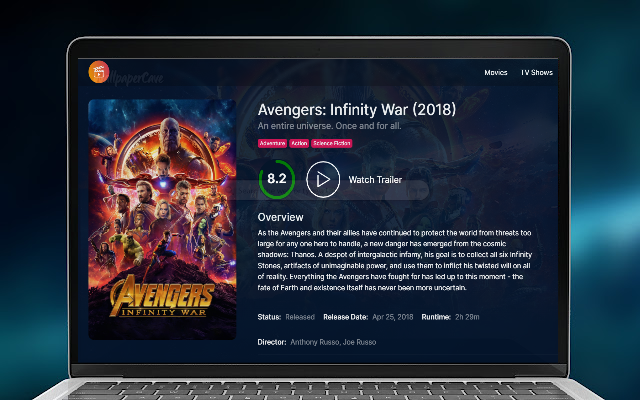 Movies TV Shows
Avengers: Infinity War (2018)
An entire universe. Once and for all.
Adventure Action Science Fiction
8.2 Watch Trailer
Overview
As the Avengers and their allies have continued to protect the world from threats too
large for any one hero to handle, a new danger has emerged from the cosmic
shadows: Thanos. A despot of intergalactic infamy, his goal is to collect all six Infinity
Stones, artifacts of unimaginable power, and use them to inflict his twisted will on all
of reality. Everything the Avengers have fought for has led up to this moment - the
fate of Earth and existence itself has never been more uncertain.
Status: Released Release Date: Apr 25, 2018 Runtime: 2h 29m
Director: Anthony Russo, Joe Russo
AVENGERS
INFINITY WAR